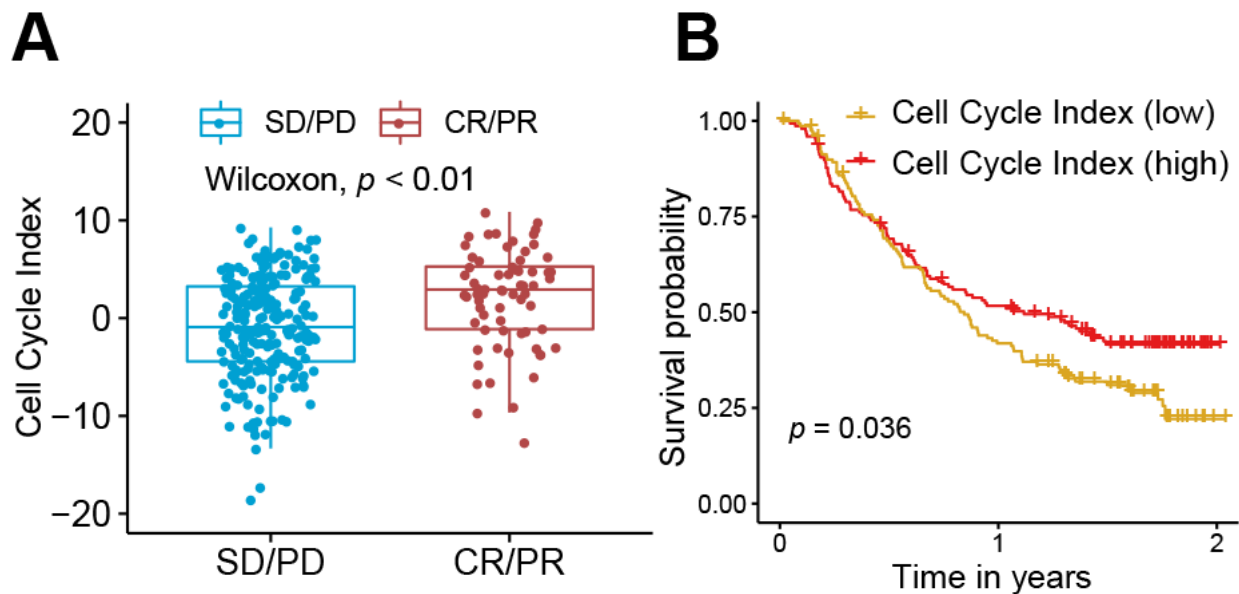 A
SD/PD CR/PR
Wilcoxon, p < 0.01
Cell Cycle Index
20
10
0
−10
−20
SD/PD CR/PR
B
Cell Cycle Index (low)
Cell Cycle Index (high)
Survival probability
1.00
0.75
0.50
0.25
0.00
p = 0.036
0 1 2
Time in years